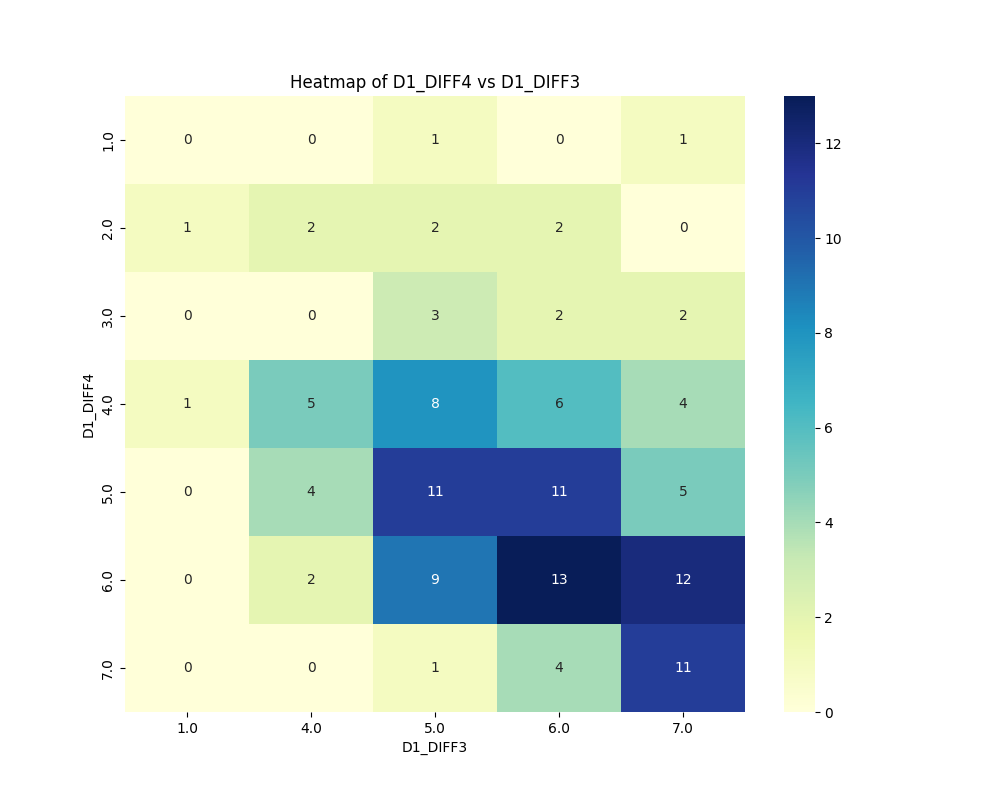 Heatmap of D1_DIFF4 vs D1_DIFF3
1.0 0 0 1 0 1
2.0 1 2 2 2 0
3.0 0 0 3 2 2
4.0 1 5 8 6 4
5.0 0 4 11 11 5
6.0 0 2 9 13 12
7.0 0 0 1 4 11
D1_DIFF4
1.0 4.0 5.0 6.0 7.0
D1_DIFF3
12
10
8
6
4
2
0